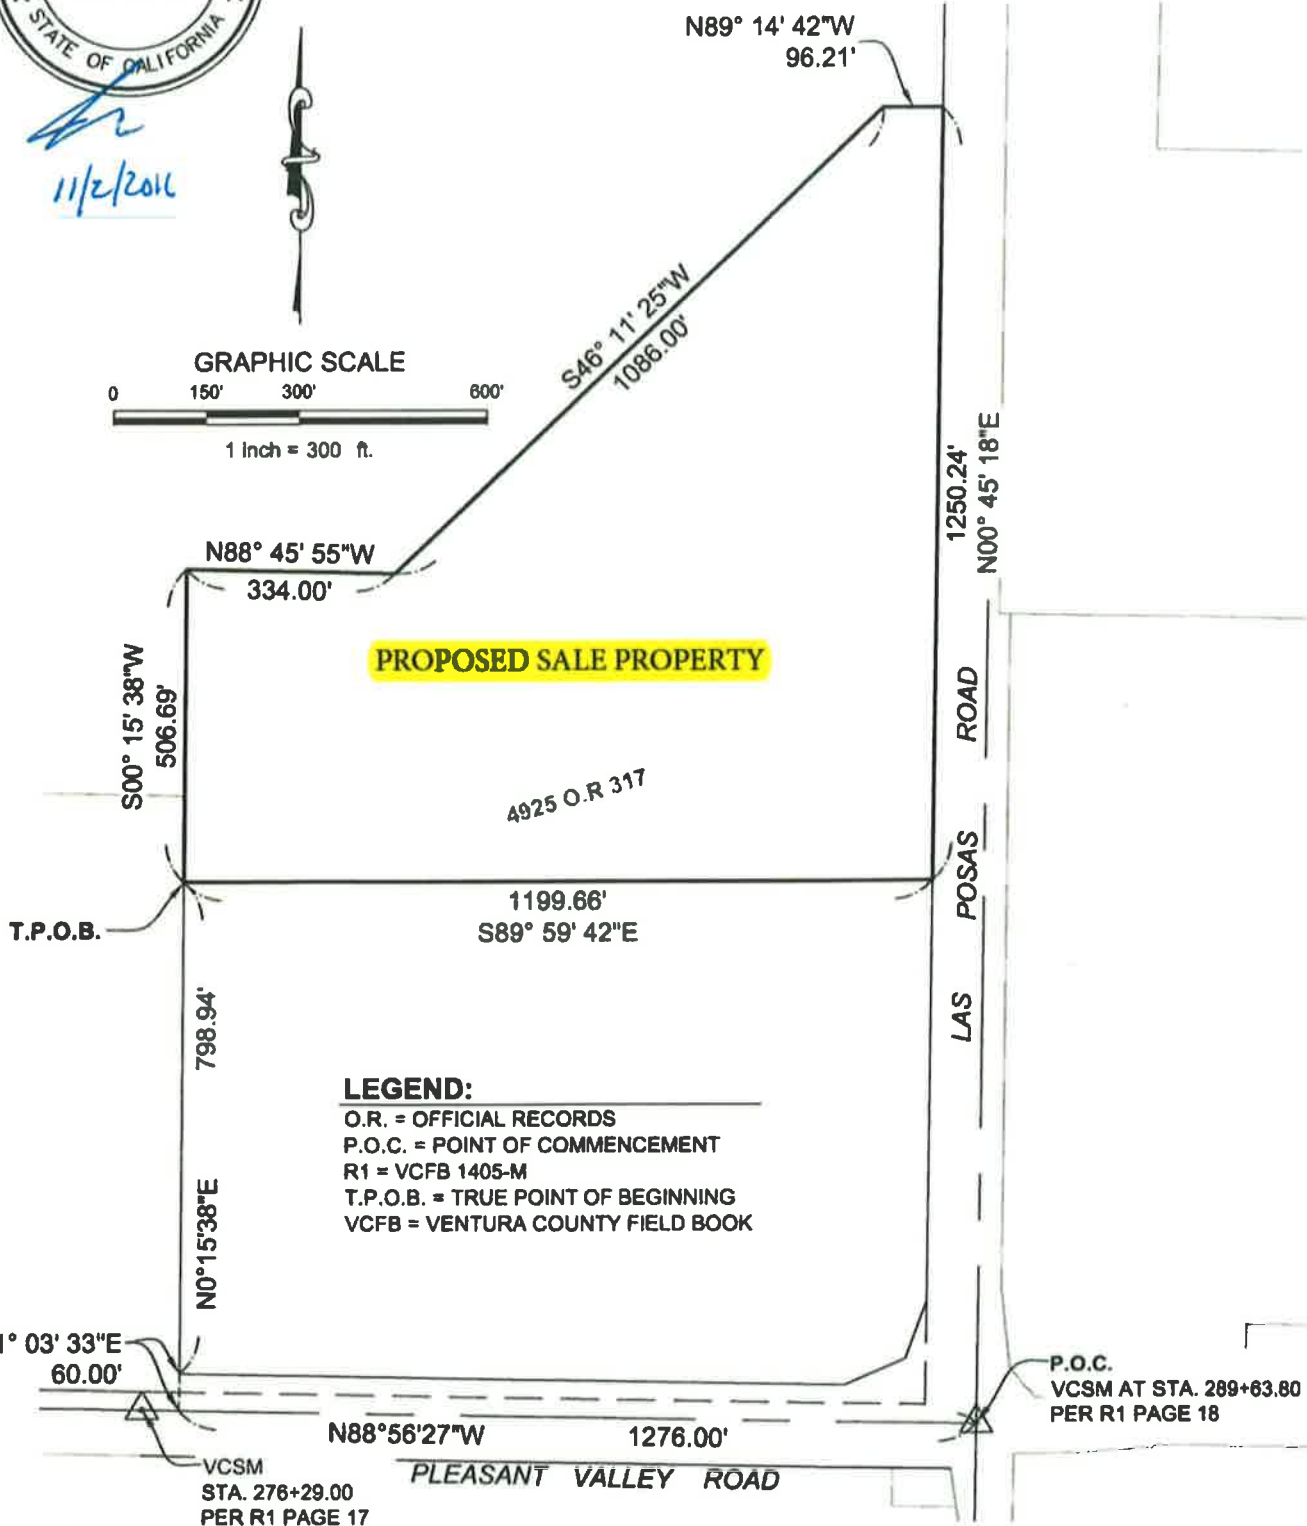 STATE OF CALIFORNIA
11/2/2016
N89° 14' 42"W
96.21'
GRAPHIC SCALE
0 150' 300' 600'
1 inch = 300 ft.
S46° 11' 25"W
1086.00'
1250.24'
N00° 45' 18"E
N88° 45' 55"W
334.00'
PROPOSED SALE PROPERTY
S00° 15' 38"W
506.69'
4925 O.R 317
LAS POSAS ROAD
T.P.O.B.
1199.66'
S89° 59' 42"E
798.94'
N0°15'38"E
LEGEND:
O.R. = OFFICIAL RECORDS
P.O.C. = POINT OF COMMENCEMENT
R1 = VCFB 1405-M
T.P.O.B. = TRUE POINT OF BEGINNING
VCFB = VENTURA COUNTY FIELD BOOK
1° 03' 33"E
60.00'
P.O.C.
VCSM AT STA. 289+63.80
PER R1 PAGE 18
N88°56'27"W 1276.00'
PLEASANT VALLEY ROAD
VCSM
STA. 276+29.00
PER R1 PAGE 17